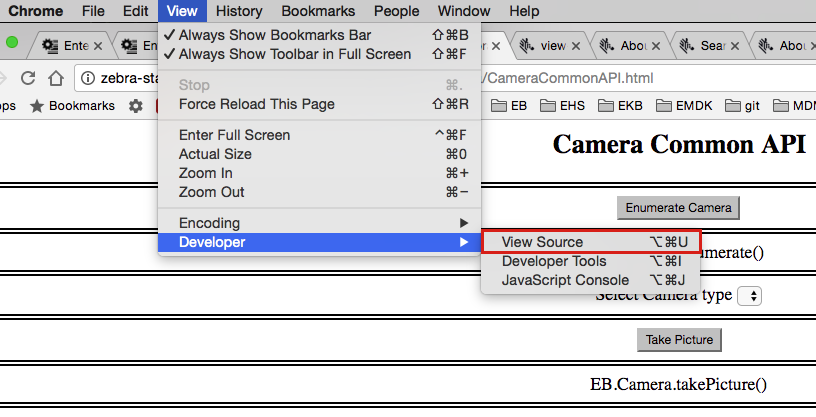 Chrome File Edit View History Bookmarks People Window Help
Ente En er view Abou Sear Abou
zebra-sta /CameraCommonAPI.html
ps Bookmarks EB EHS EKB EMDK git MDM
✓ Always Show Bookmarks Bar ⇧⌘B
✓ Always Show Toolbar in Full Screen ⇧⌘F
Stop ⌘.
Force Reload This Page ⇧⌘R
Enter Full Screen ^⌘F
Actual Size ⌘0
Zoom In ⌘+
Zoom Out ⌘−
Encoding ▶
Developer ▶
View Source ⌥⌘U
Developer Tools ⌥⌘I
JavaScript Console ⌥⌘J
Camera Common API
Enumerate Camera
umerate()
Select Camera type
Take Picture
EB.Camera.takePicture()